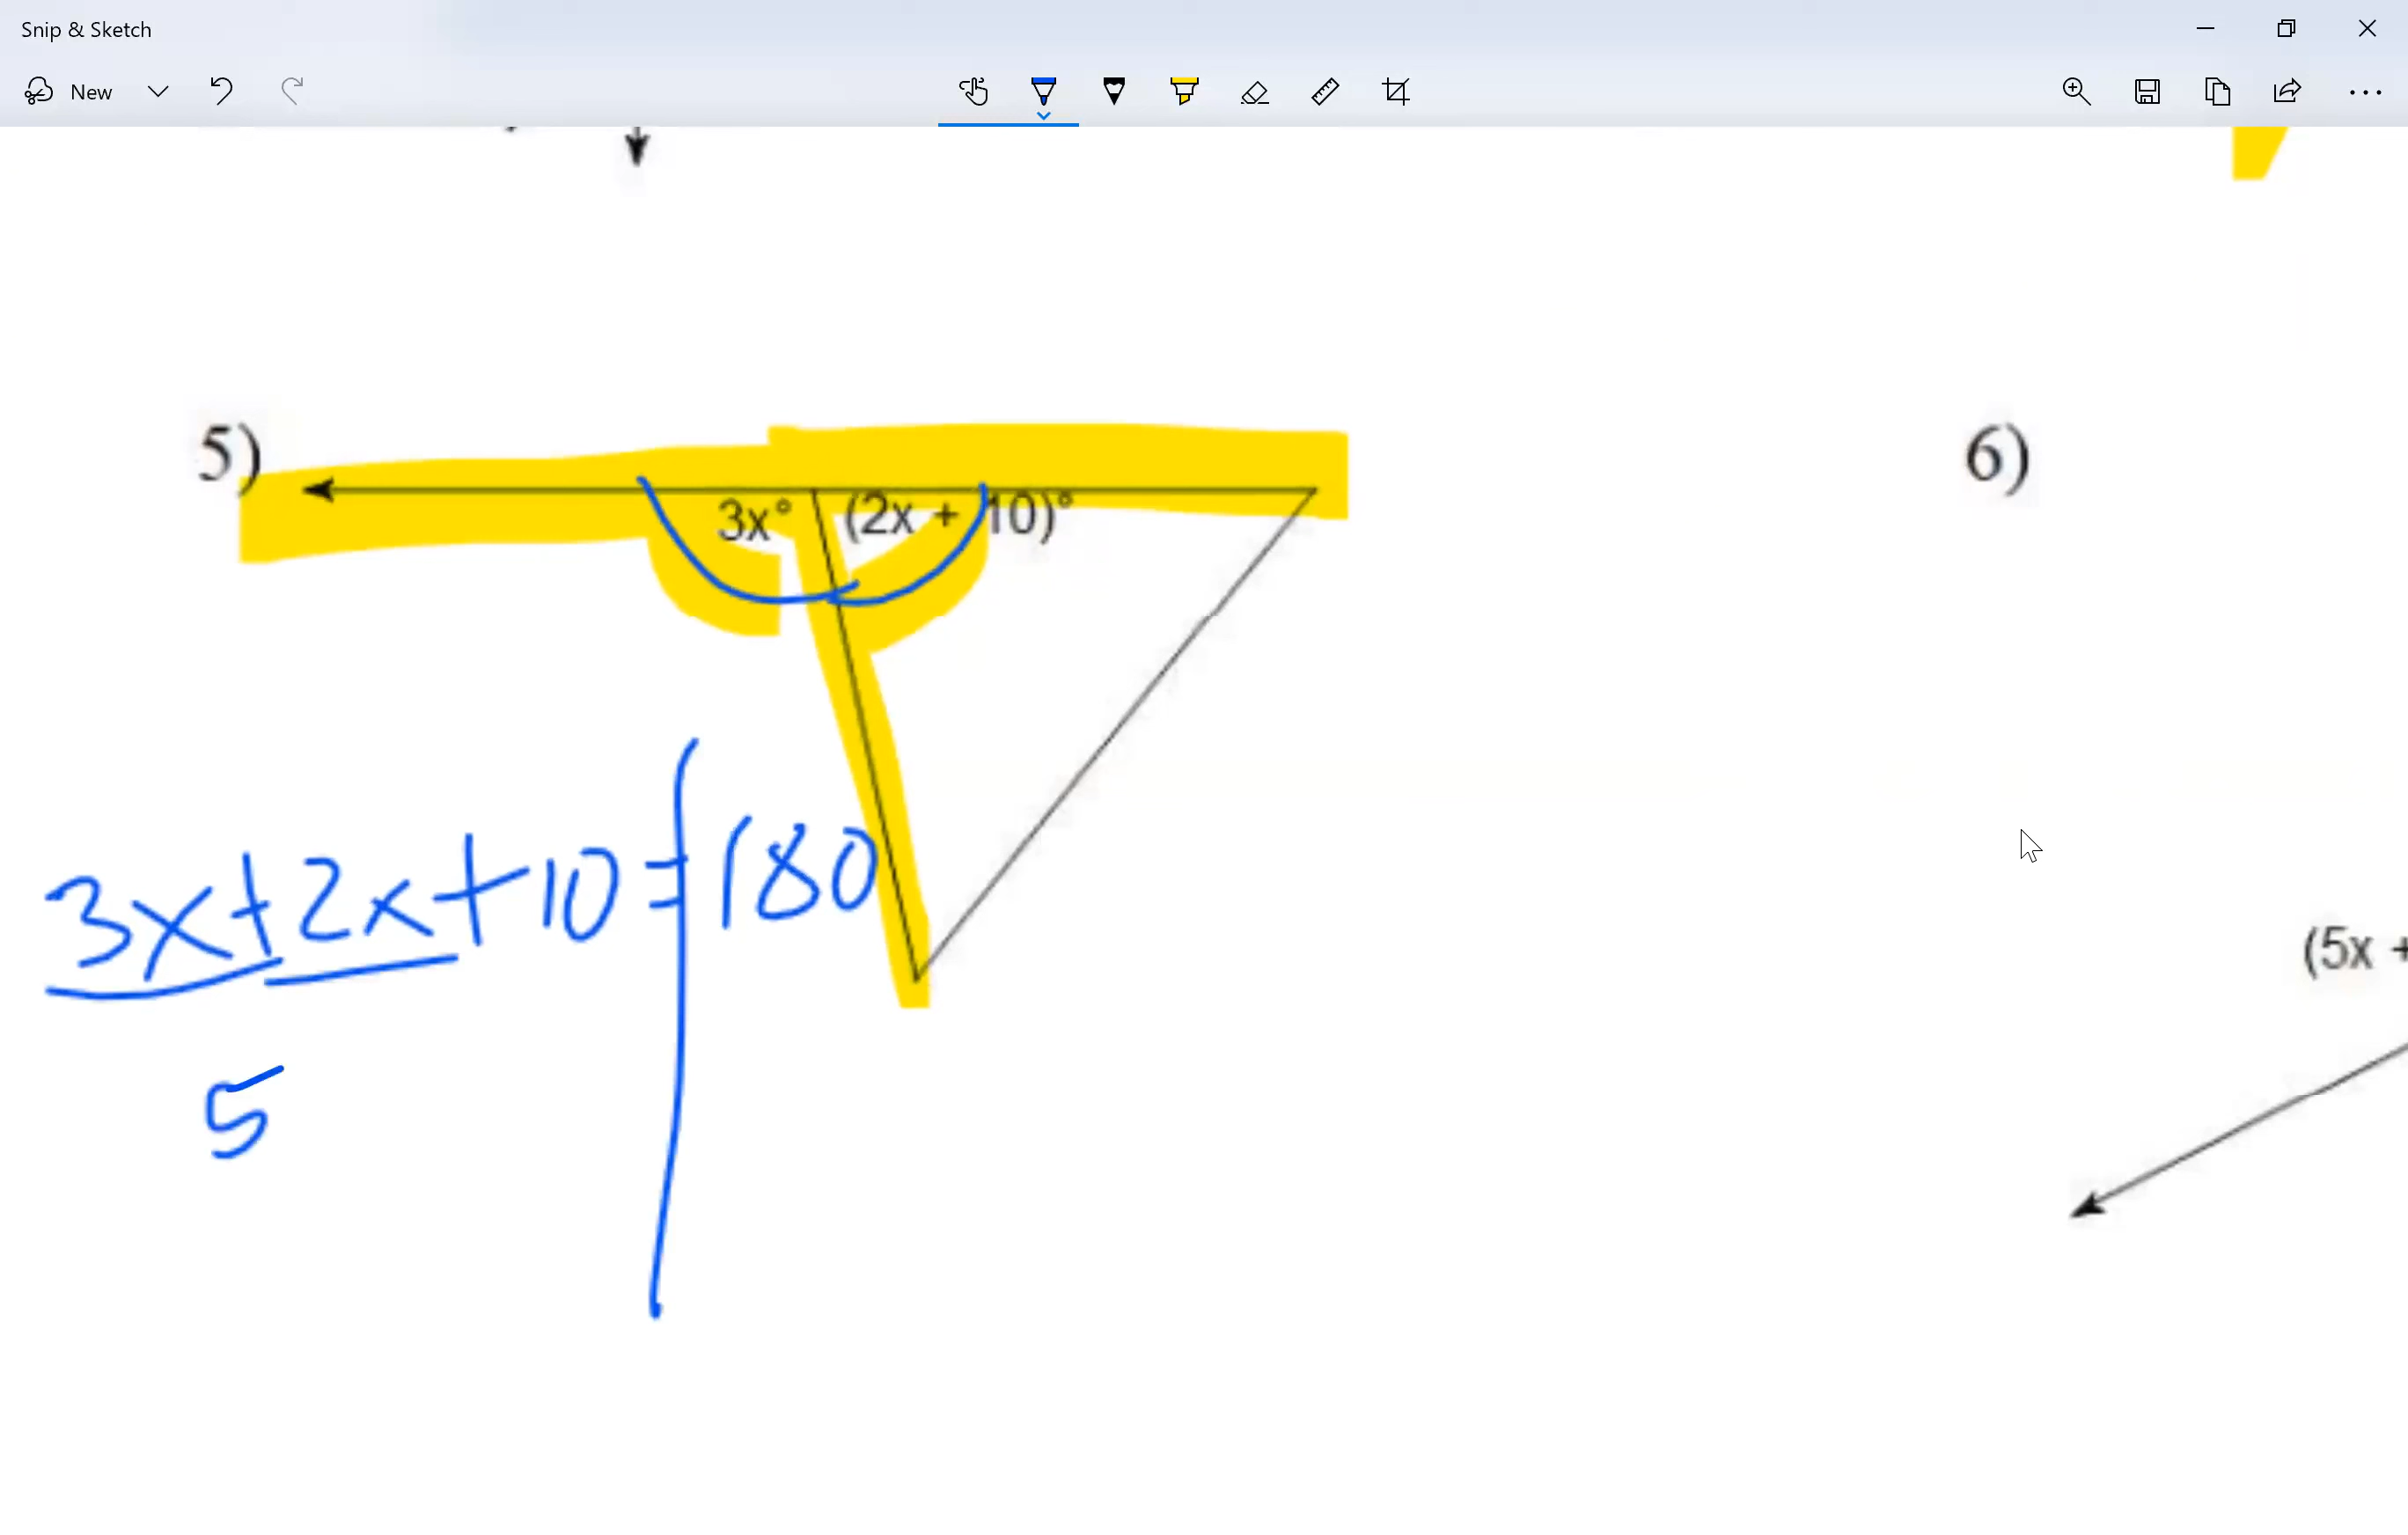 Snip & Sketch
New
5)
6)
3x° (2x + 10)°
3x+2x+10=180
(5x +
5